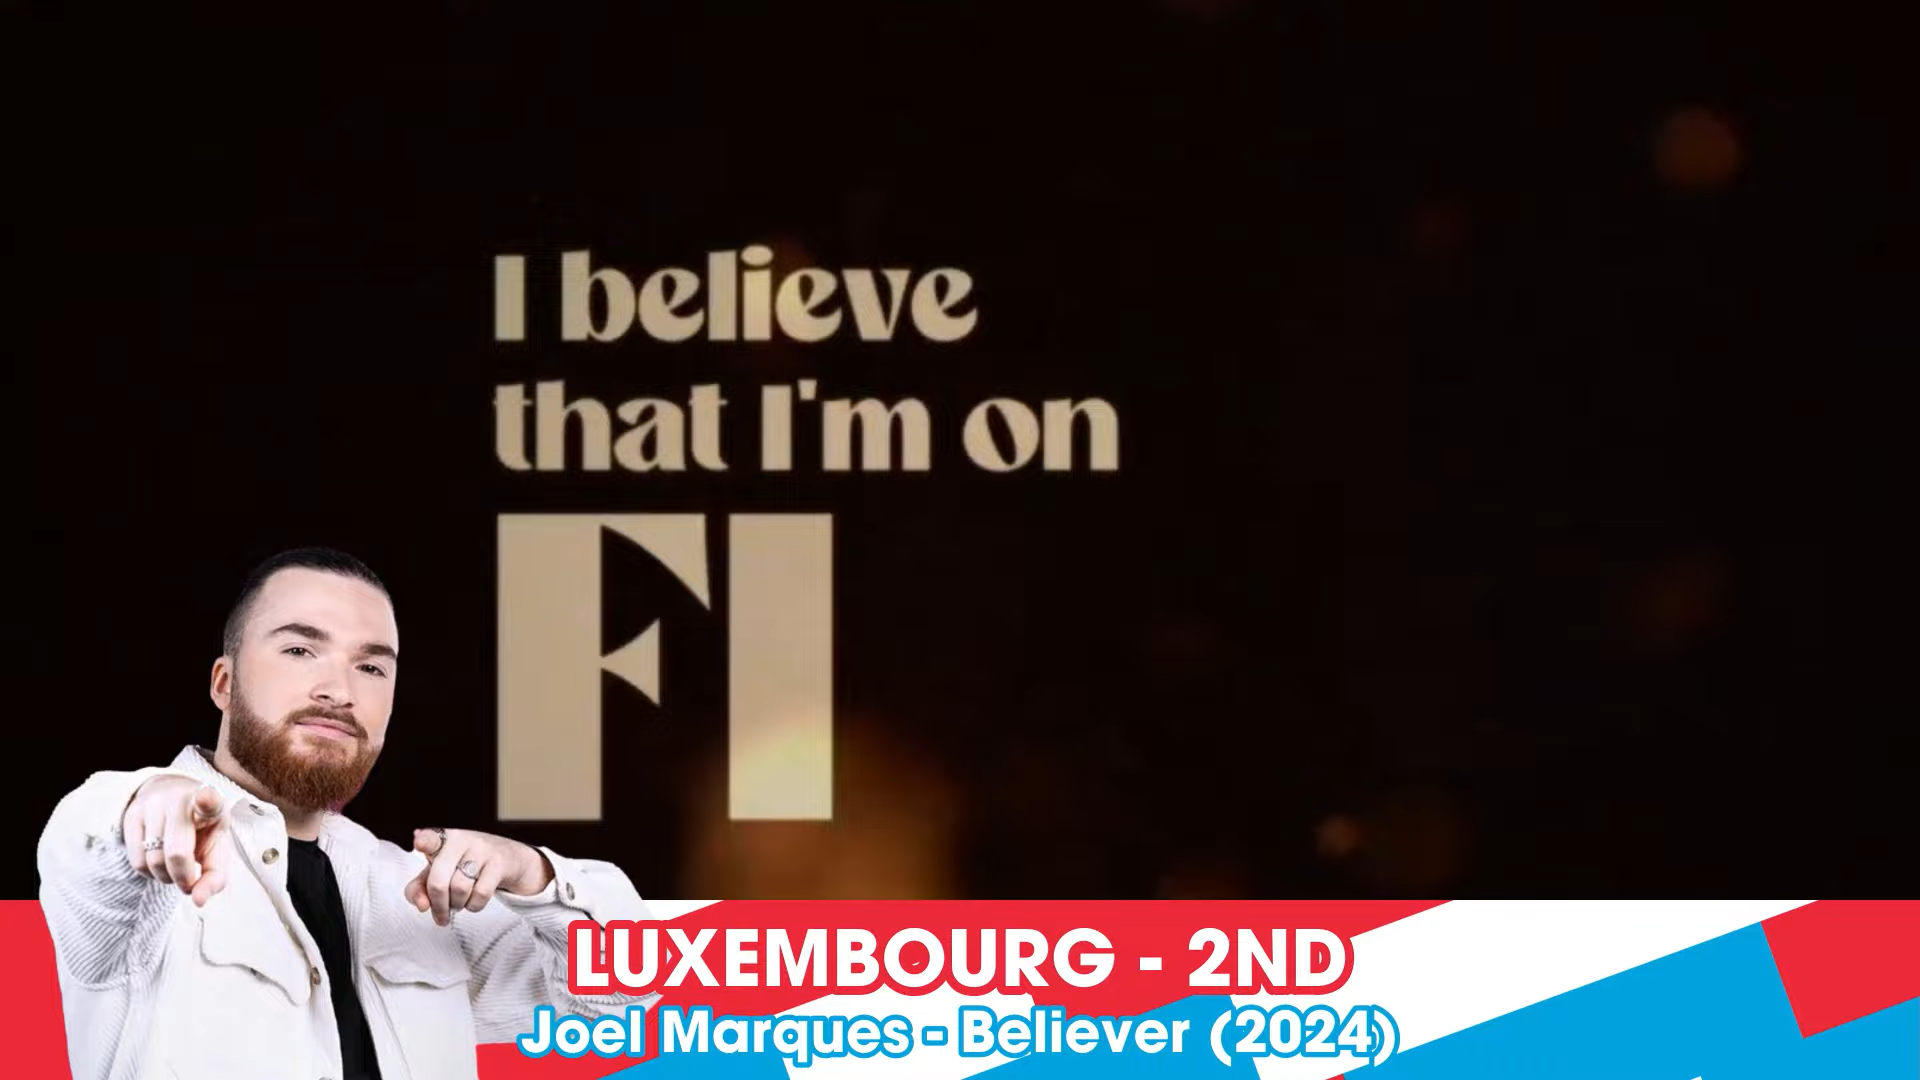 I believe
that I'm on
FI
LUXEMBOURG - 2ND
Joel Marques - Believer (2024)